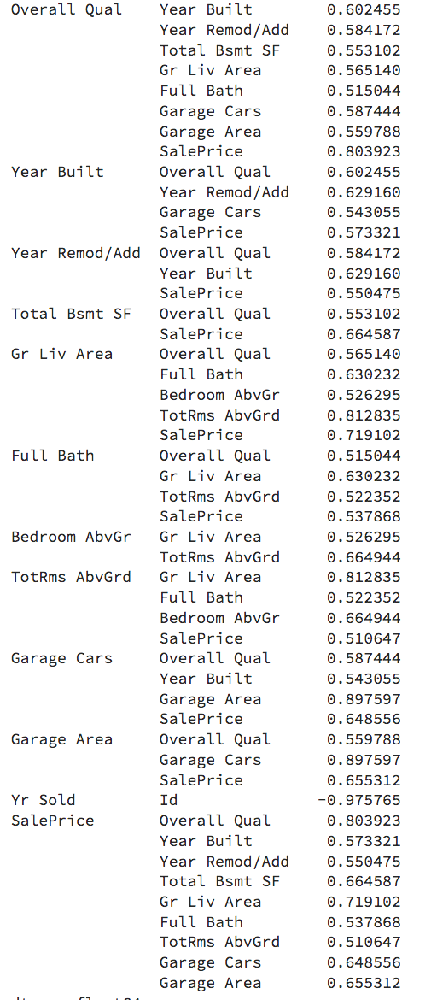 Overall Qual Year Built 0.602455
Year Remod/Add 0.584172
Total Bsmt SF 0.553102
Gr Liv Area 0.565140
Full Bath 0.515044
Garage Cars 0.587444
Garage Area 0.559788
SalePrice 0.803923
Year Built Overall Qual 0.602455
Year Remod/Add 0.629160
Garage Cars 0.543055
SalePrice 0.573321
Year Remod/Add Overall Qual 0.584172
Year Built 0.629160
SalePrice 0.550475
Total Bsmt SF Overall Qual 0.553102
SalePrice 0.664587
Gr Liv Area Overall Qual 0.565140
Full Bath 0.630232
Bedroom AbvGr 0.526295
TotRms AbvGrd 0.812835
SalePrice 0.719102
Full Bath Overall Qual 0.515044
Gr Liv Area 0.630232
TotRms AbvGrd 0.522352
SalePrice 0.537868
Bedroom AbvGr Gr Liv Area 0.526295
TotRms AbvGrd 0.664944
TotRms AbvGrd Gr Liv Area 0.812835
Full Bath 0.522352
Bedroom AbvGr 0.664944
SalePrice 0.510647
Garage Cars Overall Qual 0.587444
Year Built 0.543055
Garage Area 0.897597
SalePrice 0.648556
Garage Area Overall Qual 0.559788
Garage Cars 0.897597
SalePrice 0.655312
Yr Sold Id -0.975765
SalePrice Overall Qual 0.803923
Year Built 0.573321
Year Remod/Add 0.550475
Total Bsmt SF 0.664587
Gr Liv Area 0.719102
Full Bath 0.537868
TotRms AbvGrd 0.510647
Garage Cars 0.648556
Garage Area 0.655312